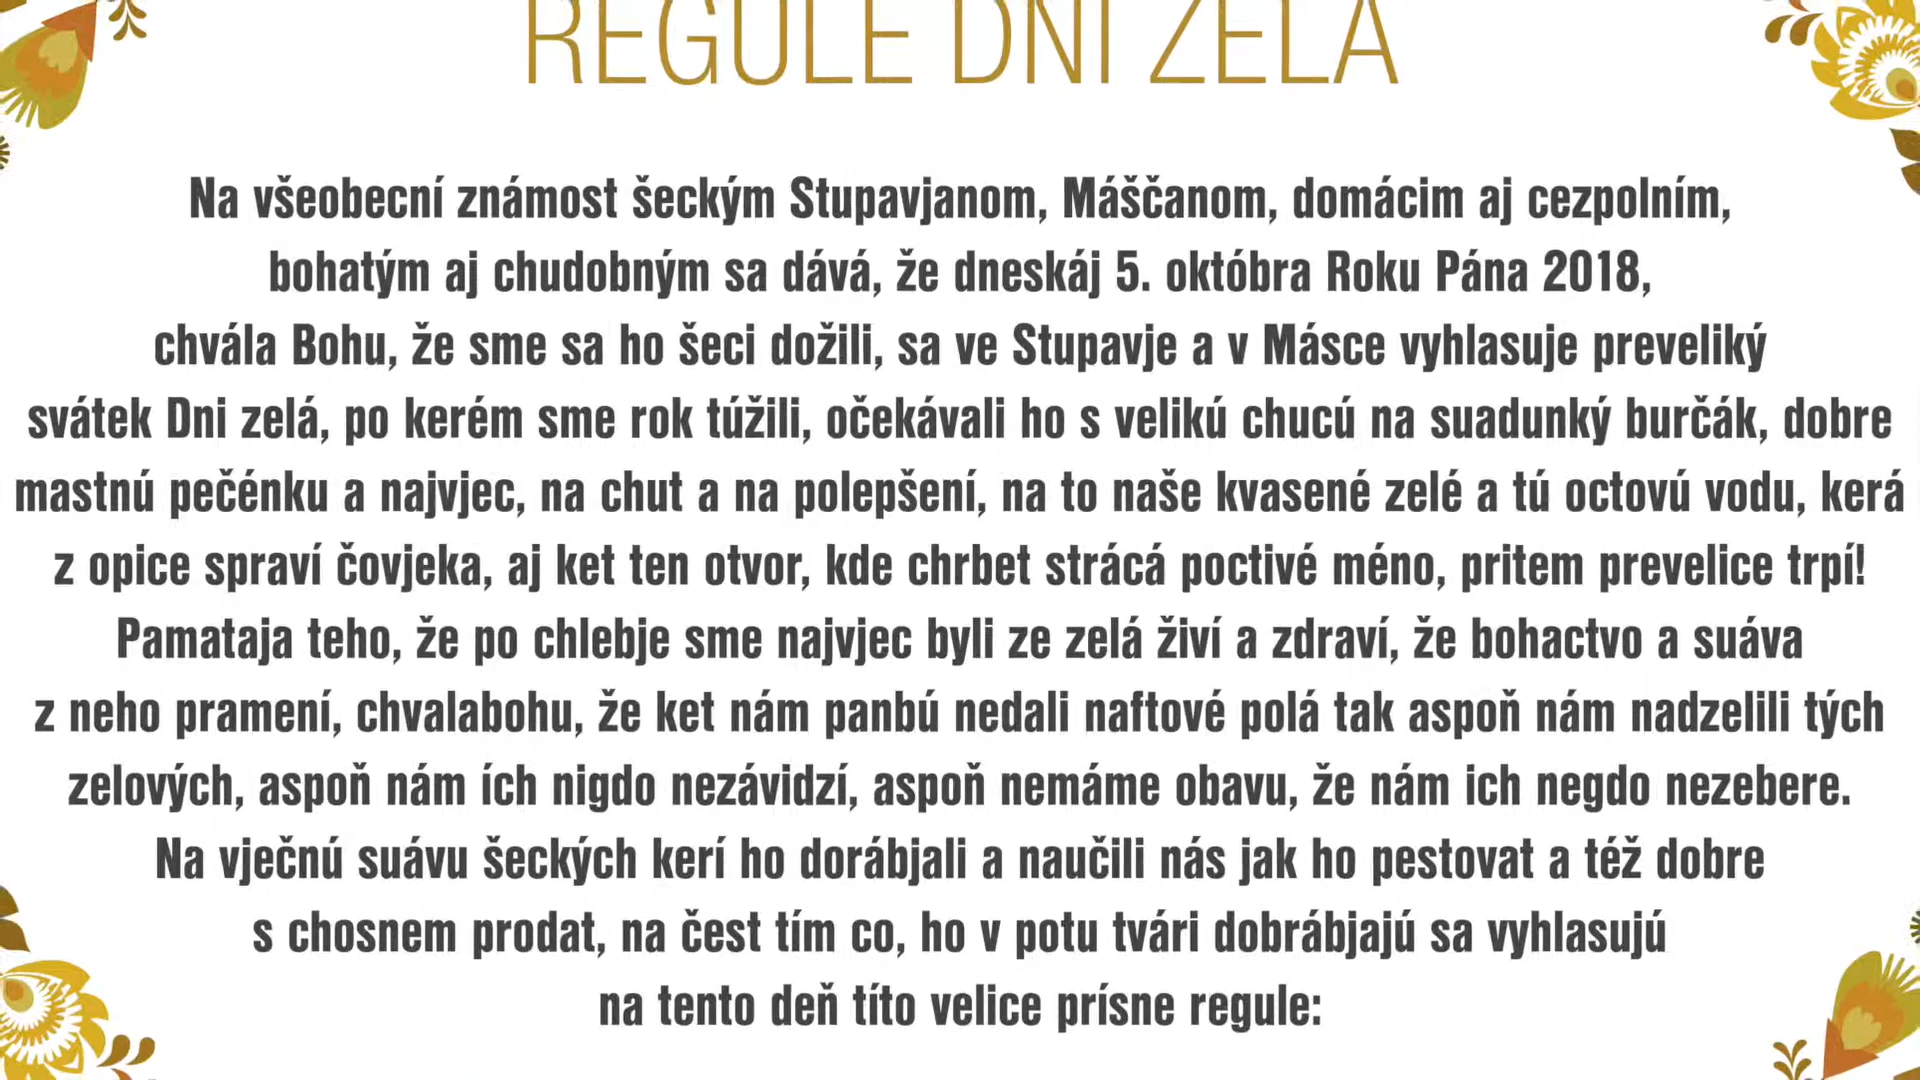 REGULE DNI ZELÁ
Na všeobecní známost šeckým Stupavjanom, Máščanom, domácim aj cezpolním,
bohatým aj chudobným sa dává, že dneskáj 5. októbra Roku Pána 2018,
chvála Bohu, že sme sa ho šeci dožili, sa ve Stupavje a v Másce vyhlasuje preveliký
svátek Dni zelá, po kerém sme rok túžili, očekávali ho s velikú chucú na suadunký burčák, dobre
mastnú pečénku a najvjec, na chut a na polepšení, na to naše kvasené zelé a tú octovú vodu, kerá
z opice spraví čovjeka, aj ket ten otvor, kde chrbet strácá poctivé méno, pritem prevelice trpí!
Pamataja teho, že po chlebje sme najvjec byli ze zelá živí a zdraví, že bohactvo a suáva
z neho pramení, chvalabohu, že ket nám panbú nedali naftové polá tak aspoň nám nadzelili tých
zelových, aspoň nám ích nigdo nezávidzí, aspoň nemáme obavu, že nám ich negdo nezebere.
Na vječnú suávu šeckých kerí ho dorábjali a naučili nás jak ho pestovat a též dobre
s chosnem prodat, na čest tím co, ho v potu tvári dobrábjajú sa vyhlasujú
na tento deň títo velice prísne regule: